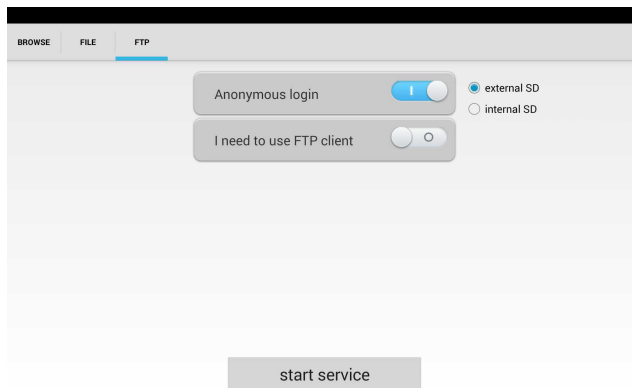 BROWSE FILE FTP
Anonymous login
external SD
internal SD
I need to use FTP client
start service